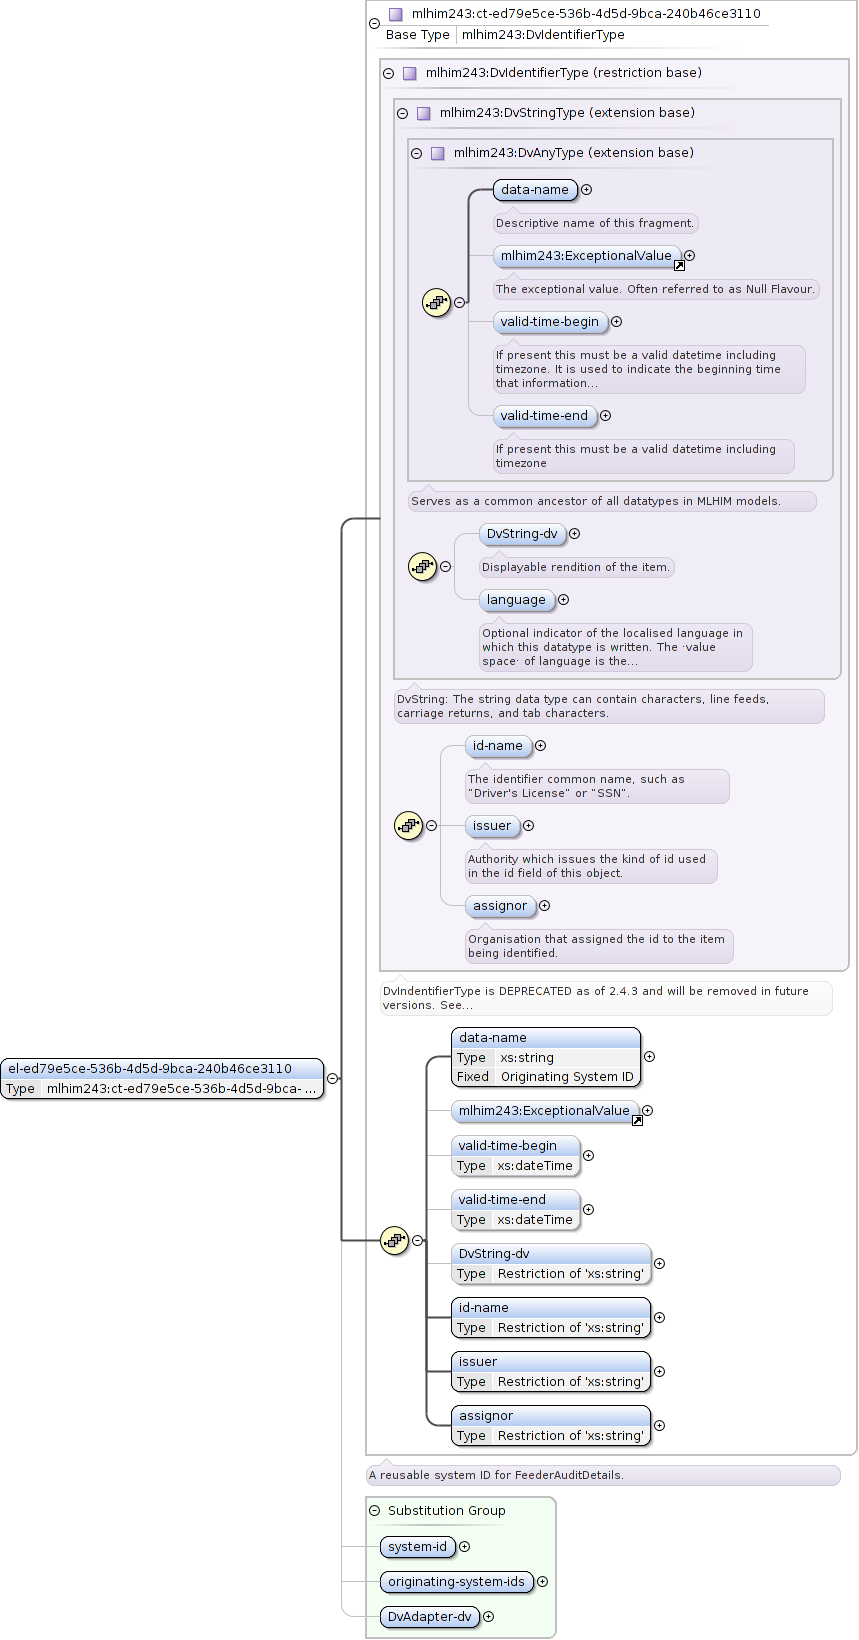 mlhim243:ct-ed79e5ce-536b-4d5d-9bca-240b46ce3110
Base Type mlhim243:DvIdentifierType
mlhim243:DvIdentifierType (restriction base)
mlhim243:DvStringType (extension base)
mlhim243:DvAnyType (extension base)
data-name
Descriptive name of this fragment.
mlhim243:ExceptionalValue
The exceptional value. Often referred to as Null Flavour.
valid-time-begin
If present this must be a valid datetime including
timezone. It is used to indicate the beginning time
that information...
valid-time-end
If present this must be a valid datetime including
timezone
Serves as a common ancestor of all datatypes in MLHIM models.
DvString-dv
Displayable rendition of the item.
language
Optional indicator of the localised language in
which this datatype is written. The ·value
space· of language is the...
DvString: The string data type can contain characters, line feeds,
carriage returns, and tab characters.
id-name
The identifier common name, such as
"Driver's License" or "SSN".
issuer
Authority which issues the kind of id used
in the id field of this object.
assignor
Organisation that assigned the id to the item
being identified.
DvIndentifierType is DEPRECATED as of 2.4.3 and will be removed in future
versions. See...
el-ed79e5ce-536b-4d5d-9bca-240b46ce3110
Type mlhim243:ct-ed79e5ce-536b-4d5d-9bca- ...
data-name
Type xs:string
Fixed Originating System ID
mlhim243:ExceptionalValue
valid-time-begin
Type xs:dateTime
valid-time-end
Type xs:dateTime
DvString-dv
Type Restriction of 'xs:string'
id-name
Type Restriction of 'xs:string'
issuer
Type Restriction of 'xs:string'
assignor
Type Restriction of 'xs:string'
A reusable system ID for FeederAuditDetails.
Substitution Group
system-id
originating-system-ids
DvAdapter-dv